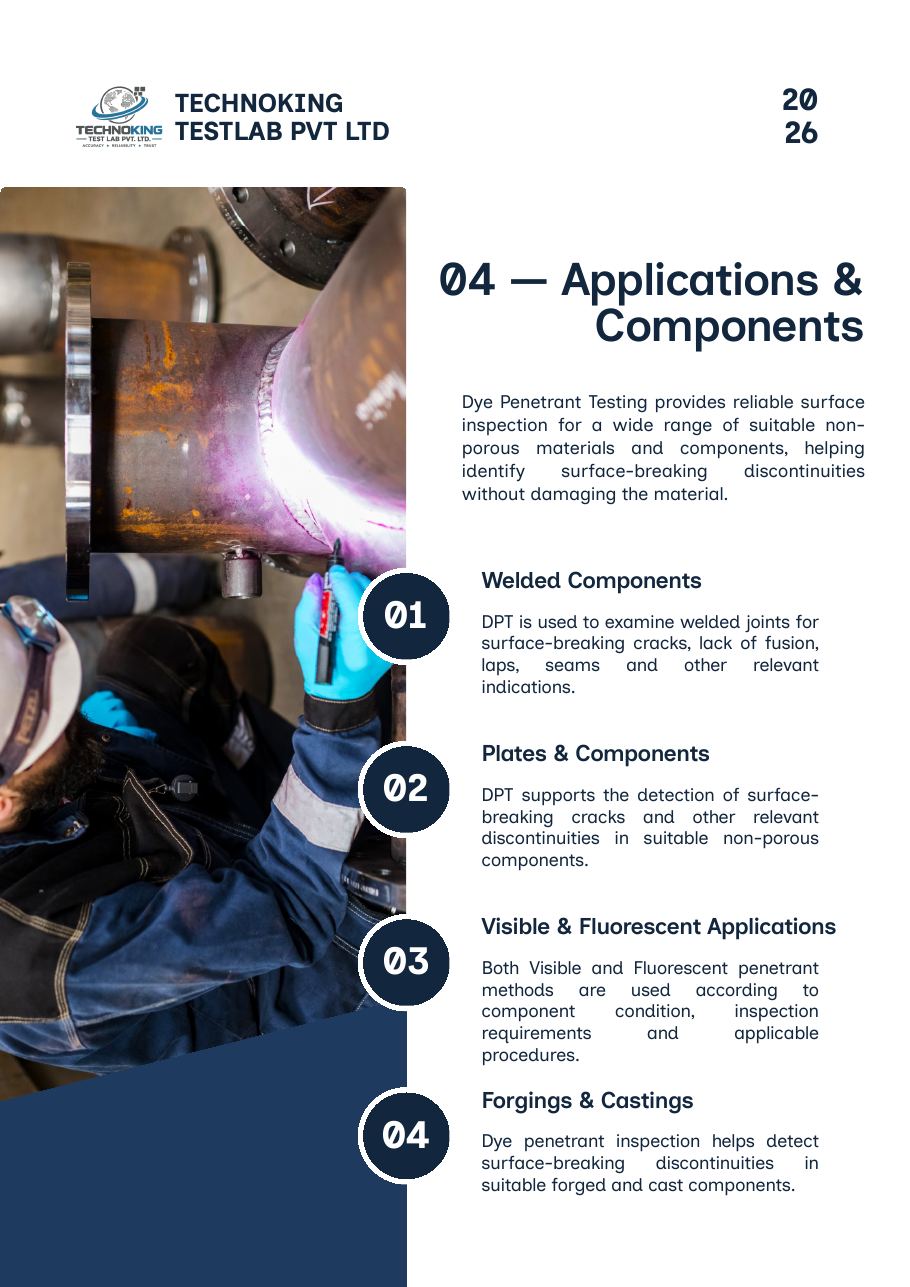 TECHNOKING
TEST LAB PVT. LTD.
ACCURACY • RELIABILITY • TRUST
TECHNOKING
TESTLAB PVT LTD
20
26
04 — Applications &
Components
Dye Penetrant Testing provides reliable surface
inspection for a wide range of suitable non-
porous materials and components, helping
identify surface-breaking discontinuities
without damaging the material.
01
Welded Components
DPT is used to examine welded joints for
surface-breaking cracks, lack of fusion,
laps, seams and other relevant
indications.
02
Plates & Components
DPT supports the detection of surface-
breaking cracks and other relevant
discontinuities in suitable non-porous
components.
03
Visible & Fluorescent Applications
Both Visible and Fluorescent penetrant
methods are used according to
component condition, inspection
requirements and applicable
procedures.
04
Forgings & Castings
Dye penetrant inspection helps detect
surface-breaking discontinuities in
suitable forged and cast components.
PETZL